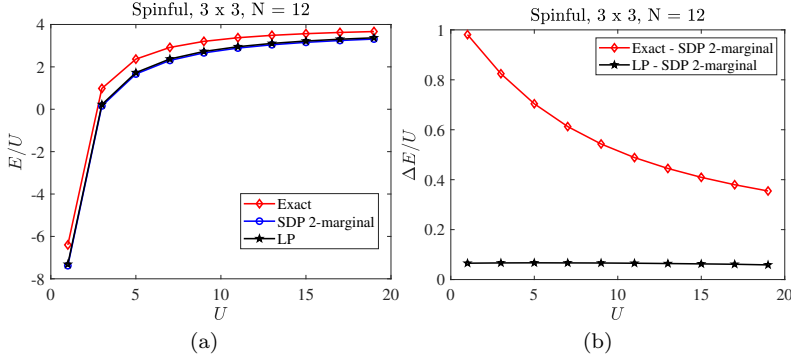 Spinful, 3 x 3, N = 12
4
2
0
-2
-4
-6
-8
E/U
Exact
SDP 2-marginal
LP
0
5
10
15
20
U
(a)
Spinful, 3 x 3, N = 12
1
0.8
0.6
0.4
0.2
0
ΔE/U
Exact - SDP 2-marginal
LP - SDP 2-marginal
0
5
10
15
20
U
(b)